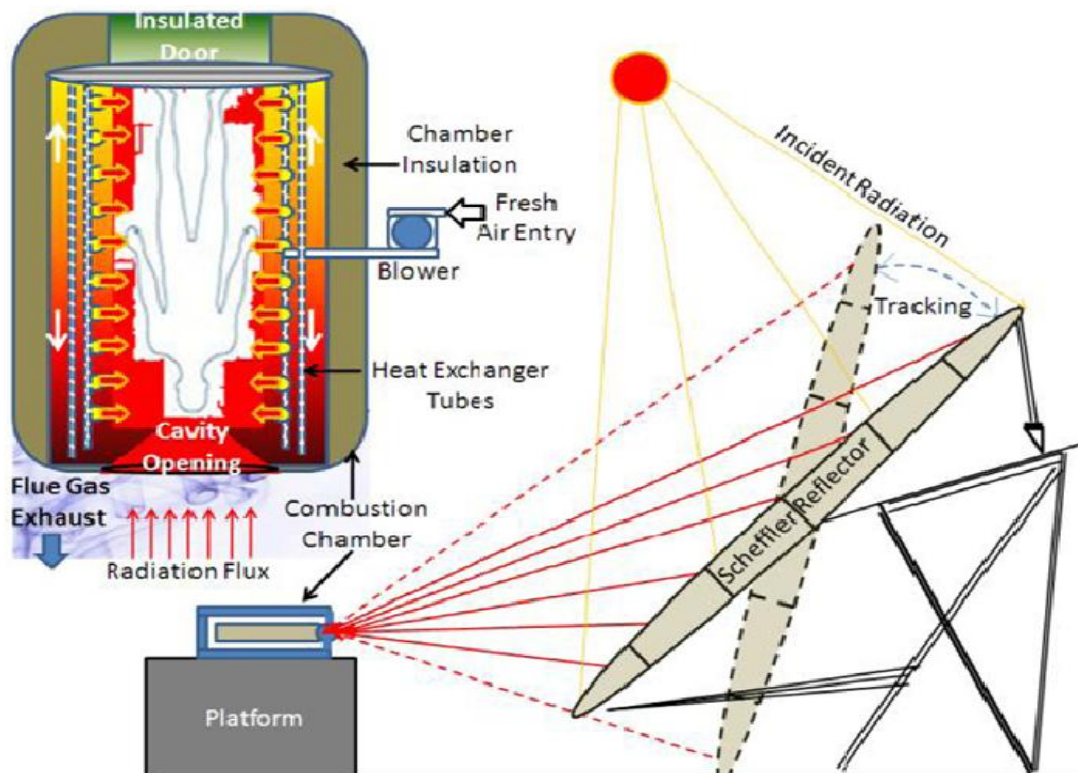 Insulated
Door
Chamber
Insulation
Fresh
Air Entry
Blower
Heat Exchanger
Tubes
Cavity
Opening
Flue Gas
Exhaust
Radiation Flux
Combustion
Chamber
Platform
Incident Radiation
Tracking
Scheffler Reflector